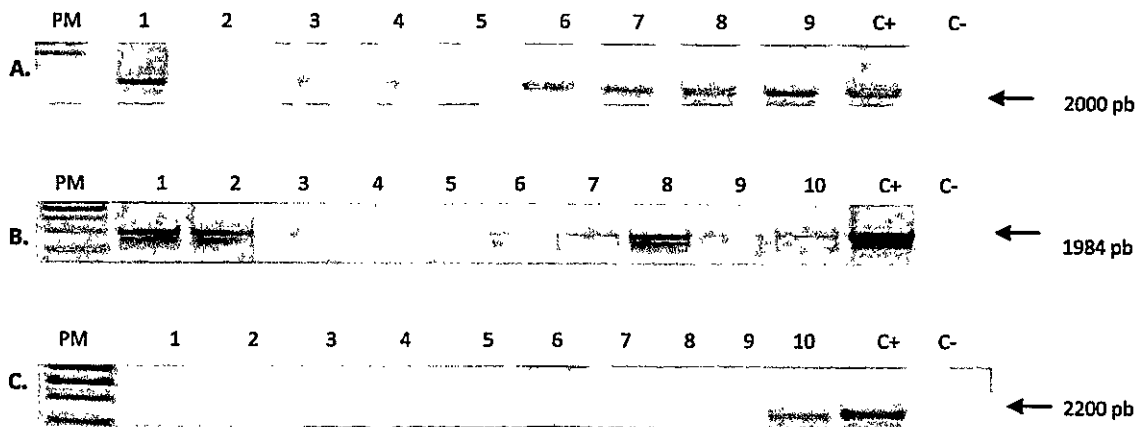 PM 1 2 3 4 5 6 7 8 9 C+ C-
A.
2000 pb
PM 1 2 3 4 5 6 7 8 9 10 C+ C-
B.
1984 pb
PM 1 2 3 4 5 6 7 8 9 10 C+ C-
C.
2200 pb